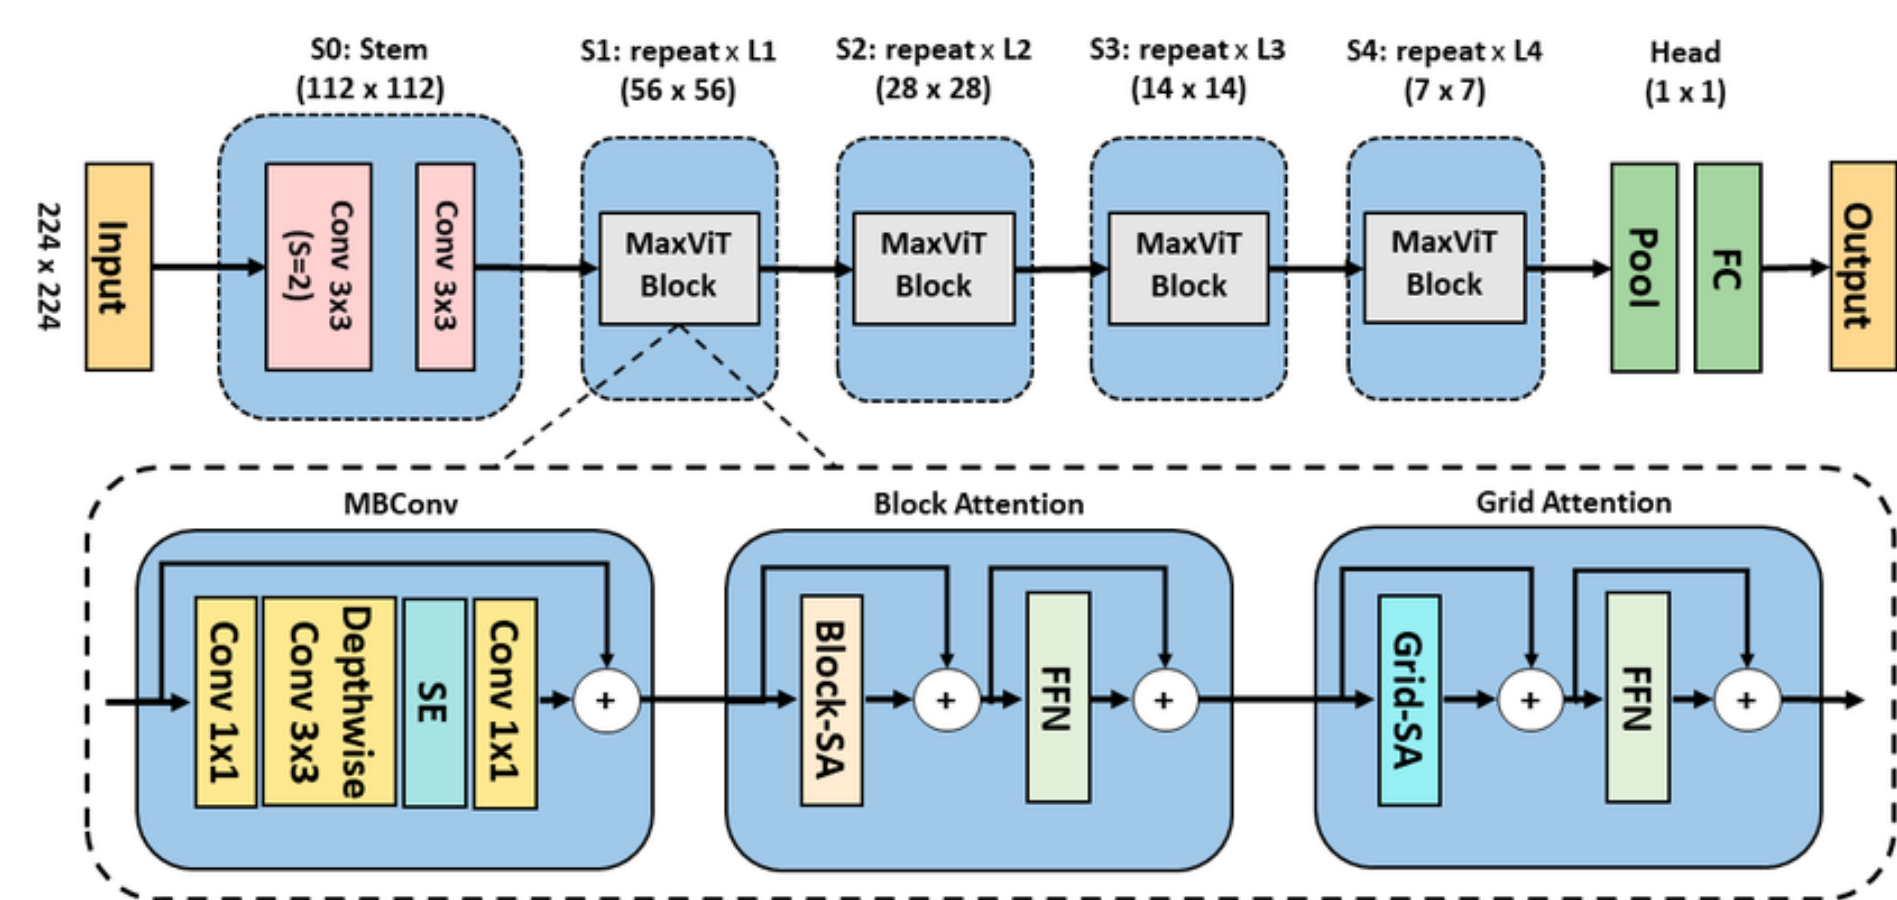 S0: Stem
(112 x 112)
S1: repeat x L1
(56 x 56)
S2: repeat x L2
(28 x 28)
S3: repeat x L3
(14 x 14)
S4: repeat x L4
(7 x 7)
Head
(1 x 1)
224 x 224
Input
Conv 3x3
(S=2)
Conv 3x3
MaxViT
Block
MaxViT
Block
MaxViT
Block
MaxViT
Block
Pool
FC
Output
MBConv
Block Attention
Grid Attention
Conv 1x1
Depthwise
Conv 3x3
SE
Conv 1x1
+
Block-SA
+
FFN
+
Grid-SA
+
FFN
+